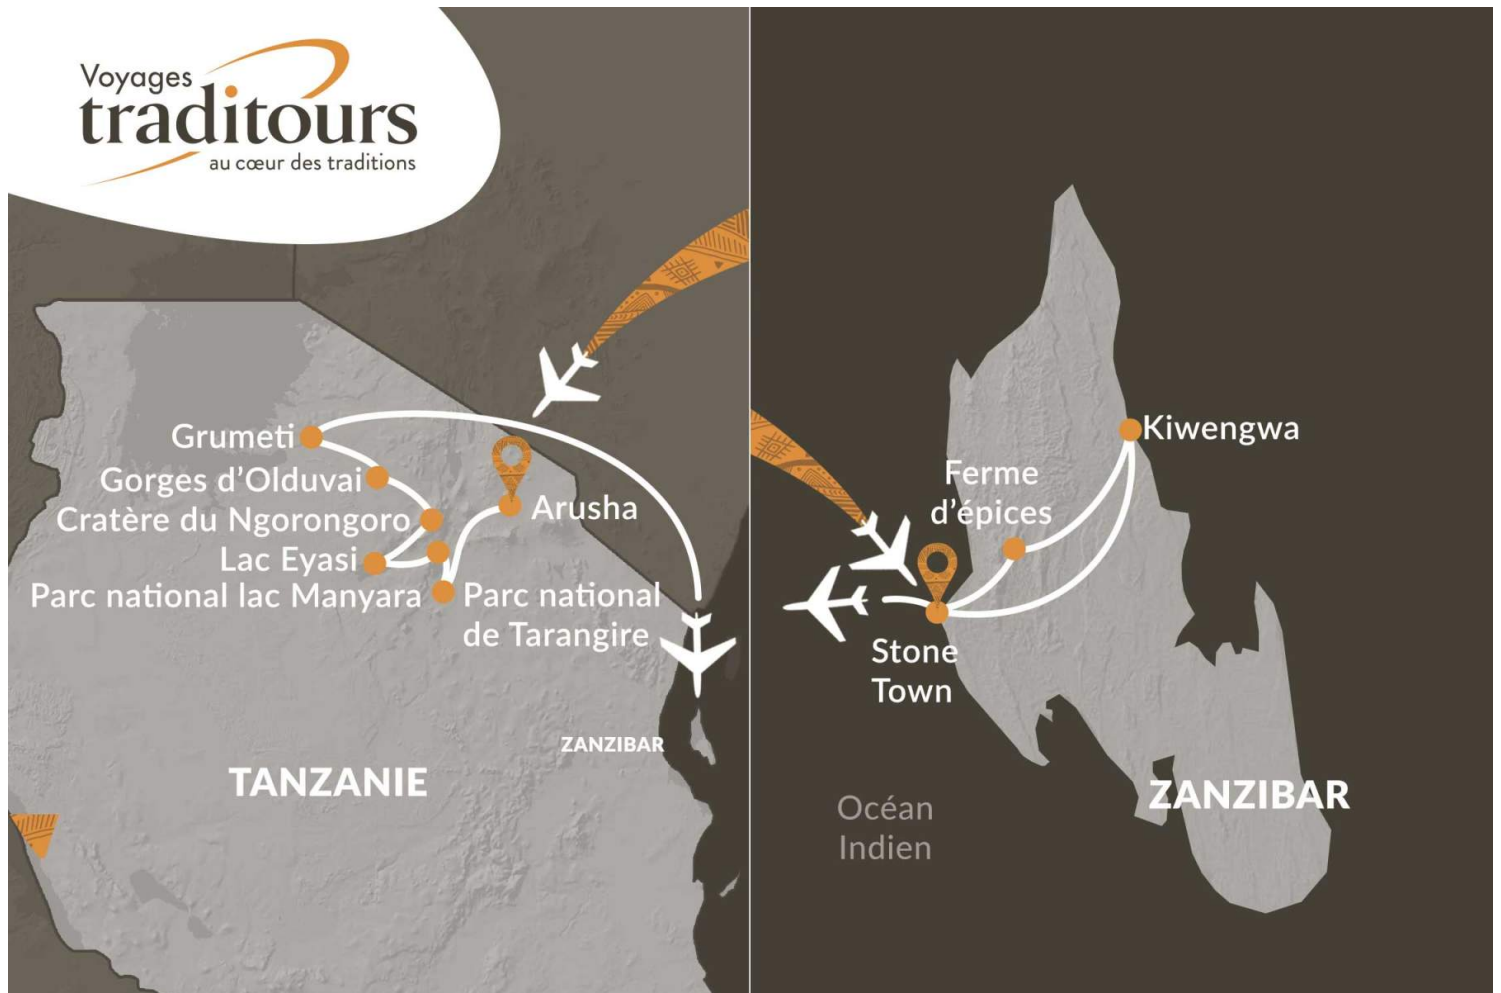 Voyages
traditours
au cœur des traditions
Grumeti
Gorges d'Olduvai
Cratère du Ngorongoro
Lac Eyasi
Parc national lac Manyara
Arusha
Parc national
de Tarangire
ZANZIBAR
TANZANIE
Kiwengwa
Ferme
d'épices
Stone
Town
ZANZIBAR
Océan
Indien